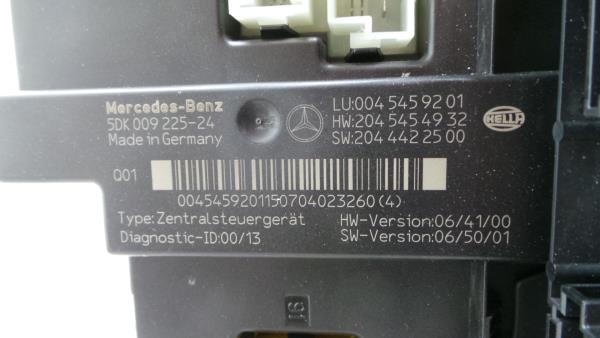 Mercedes-Benz
5DK 009 225-24
Made in Germany
LU:004 545 92 01
HW:204 545 49 32
SW:204 442 25 00
HELLA
Q01
0045459201150704023260(4)
Type:Zentralsteuergerät
Diagnostic-ID:00/13
HW-Version:06/41/00
SW-Version:06/50/01